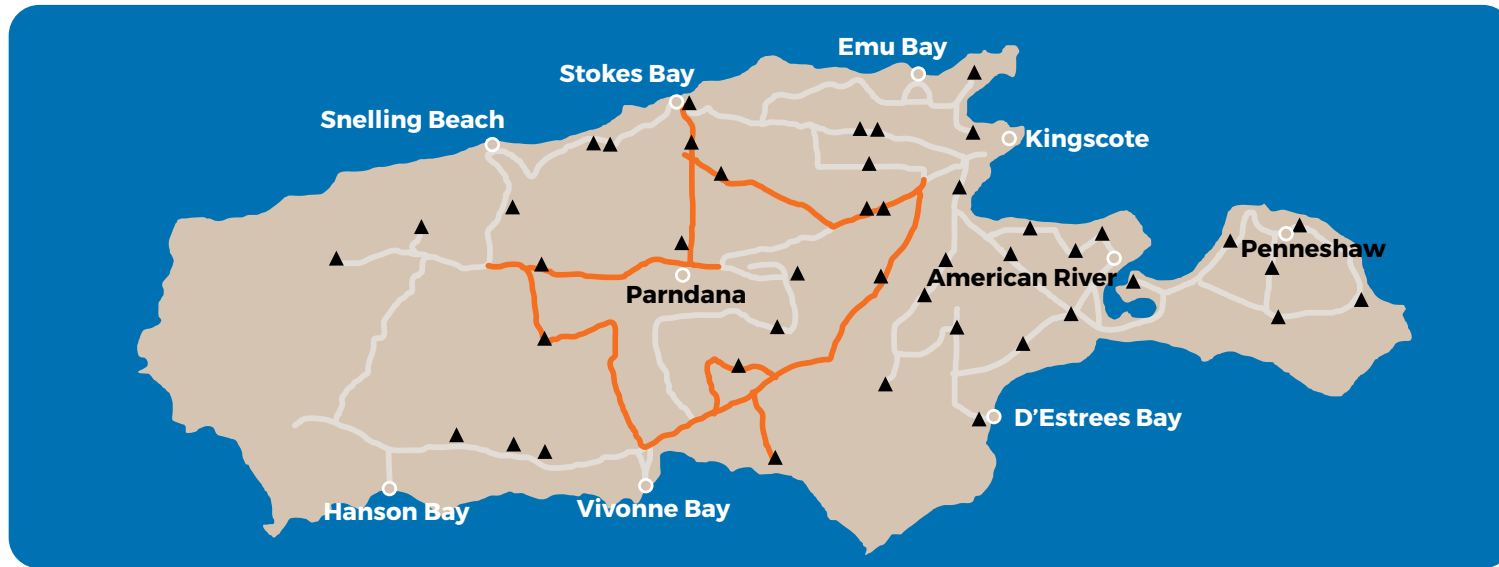 Emu Bay
Stokes Bay
Snelling Beach
Kingscote
Penneshaw
American River
Parndana
D’Estrees Bay
Hanson Bay
Vivonne Bay